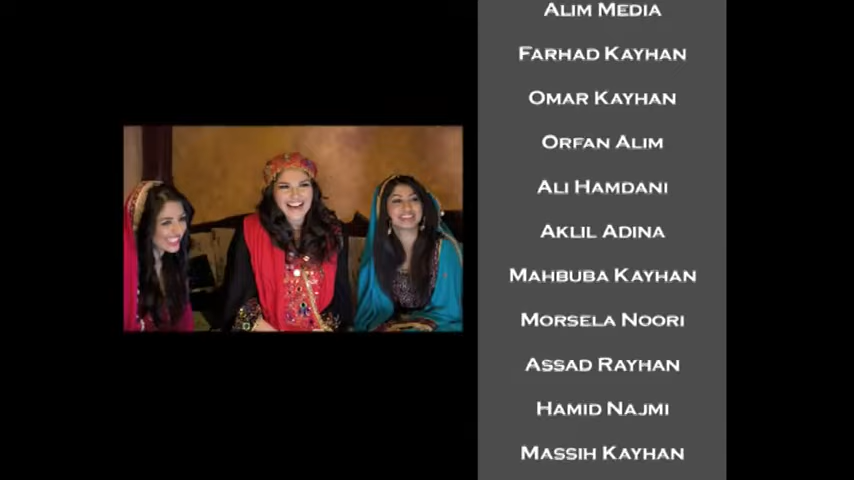 ALIM MEDIA
FARHAD KAYHAN
OMAR KAYHAN
ORFAN ALIM
ALI HAMDANI
AKLIL ADINA
MAHBUBA KAYHAN
MORSELA NOORI
ASSAD RAYHAN
HAMID NAJMI
MASSIH KAYHAN